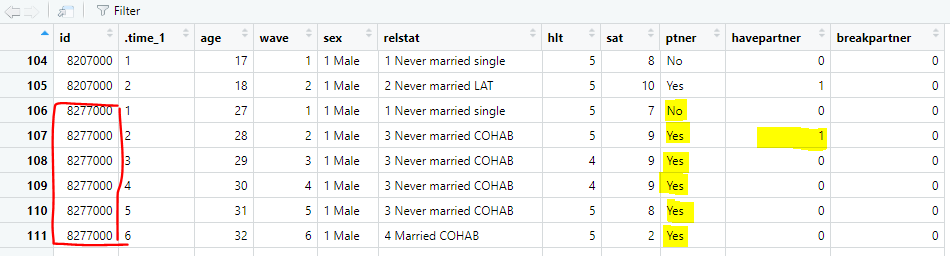 Filter
id .time_1 age wave sex relstat hlt sat ptner havepartner breakpartner
104 8207000 1 17 1 1 Male 1 Never married single 5 8 No 0 0
105 8207000 2 18 2 1 Male 2 Never married LAT 5 10 Yes 1 0
106 8277000 1 27 1 1 Male 1 Never married single 5 7 No 0 0
107 8277000 2 28 2 1 Male 3 Never married COHAB 5 9 Yes 1 0
108 8277000 3 29 3 1 Male 3 Never married COHAB 4 9 Yes 0 0
109 8277000 4 30 4 1 Male 3 Never married COHAB 4 9 Yes 0 0
110 8277000 5 31 5 1 Male 3 Never married COHAB 5 8 Yes 0 0
111 8277000 6 32 6 1 Male 4 Married COHAB 5 2 Yes 0 0